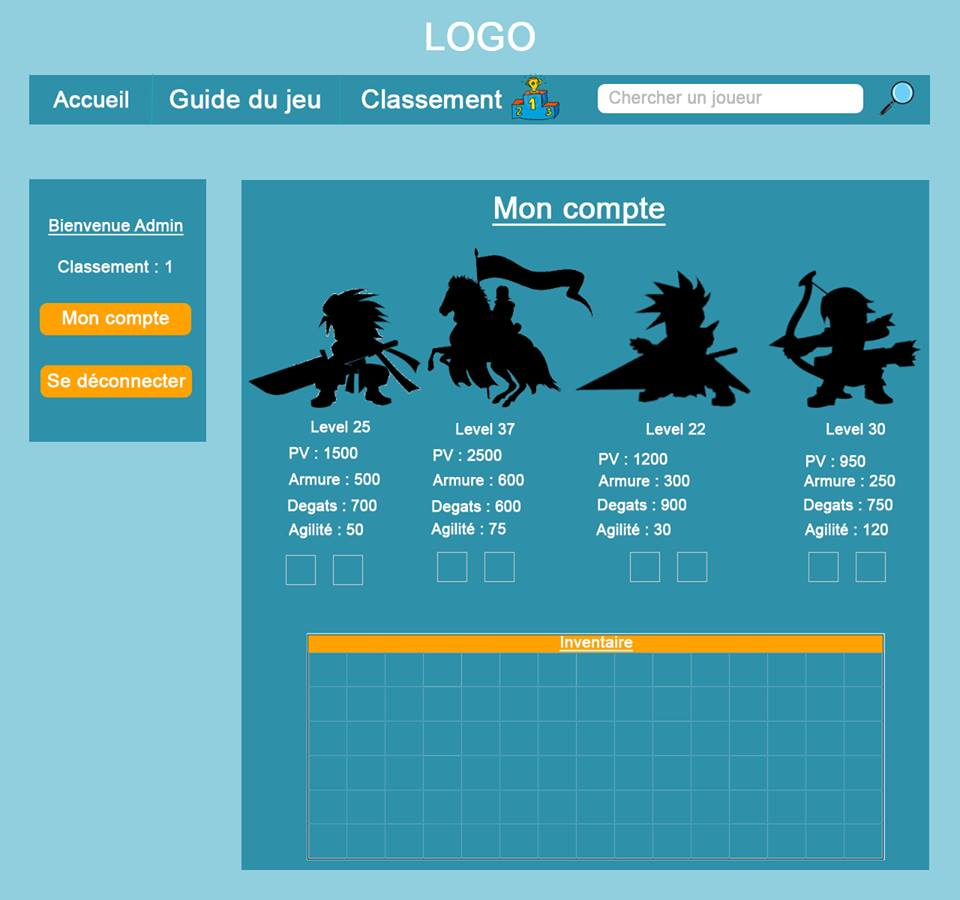 LOGO
Accueil
Guide du jeu
Classement
1
2
3
Chercher un joueur
Bienvenue Admin
Classement : 1
Mon compte
Se déconnecter
Mon compte
Level 25
PV : 1500
Armure : 500
Degats : 700
Agilité : 50
Level 37
PV : 2500
Armure : 600
Degats : 600
Agilité : 75
Level 22
PV : 1200
Armure : 300
Degats : 900
Agilité : 30
Level 30
PV : 950
Armure : 250
Degats : 750
Agilité : 120
Inventaire